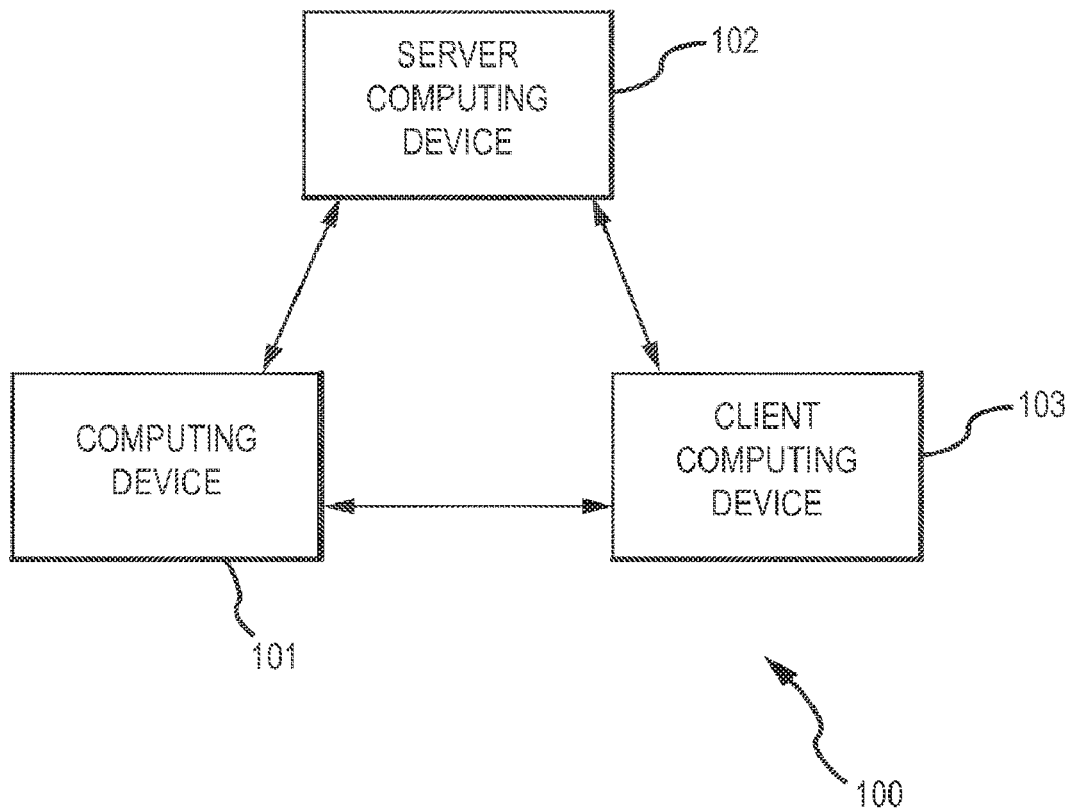 SERVER
COMPUTING
DEVICE
102
COMPUTING
DEVICE
CLIENT
COMPUTING
DEVICE
103
101
100